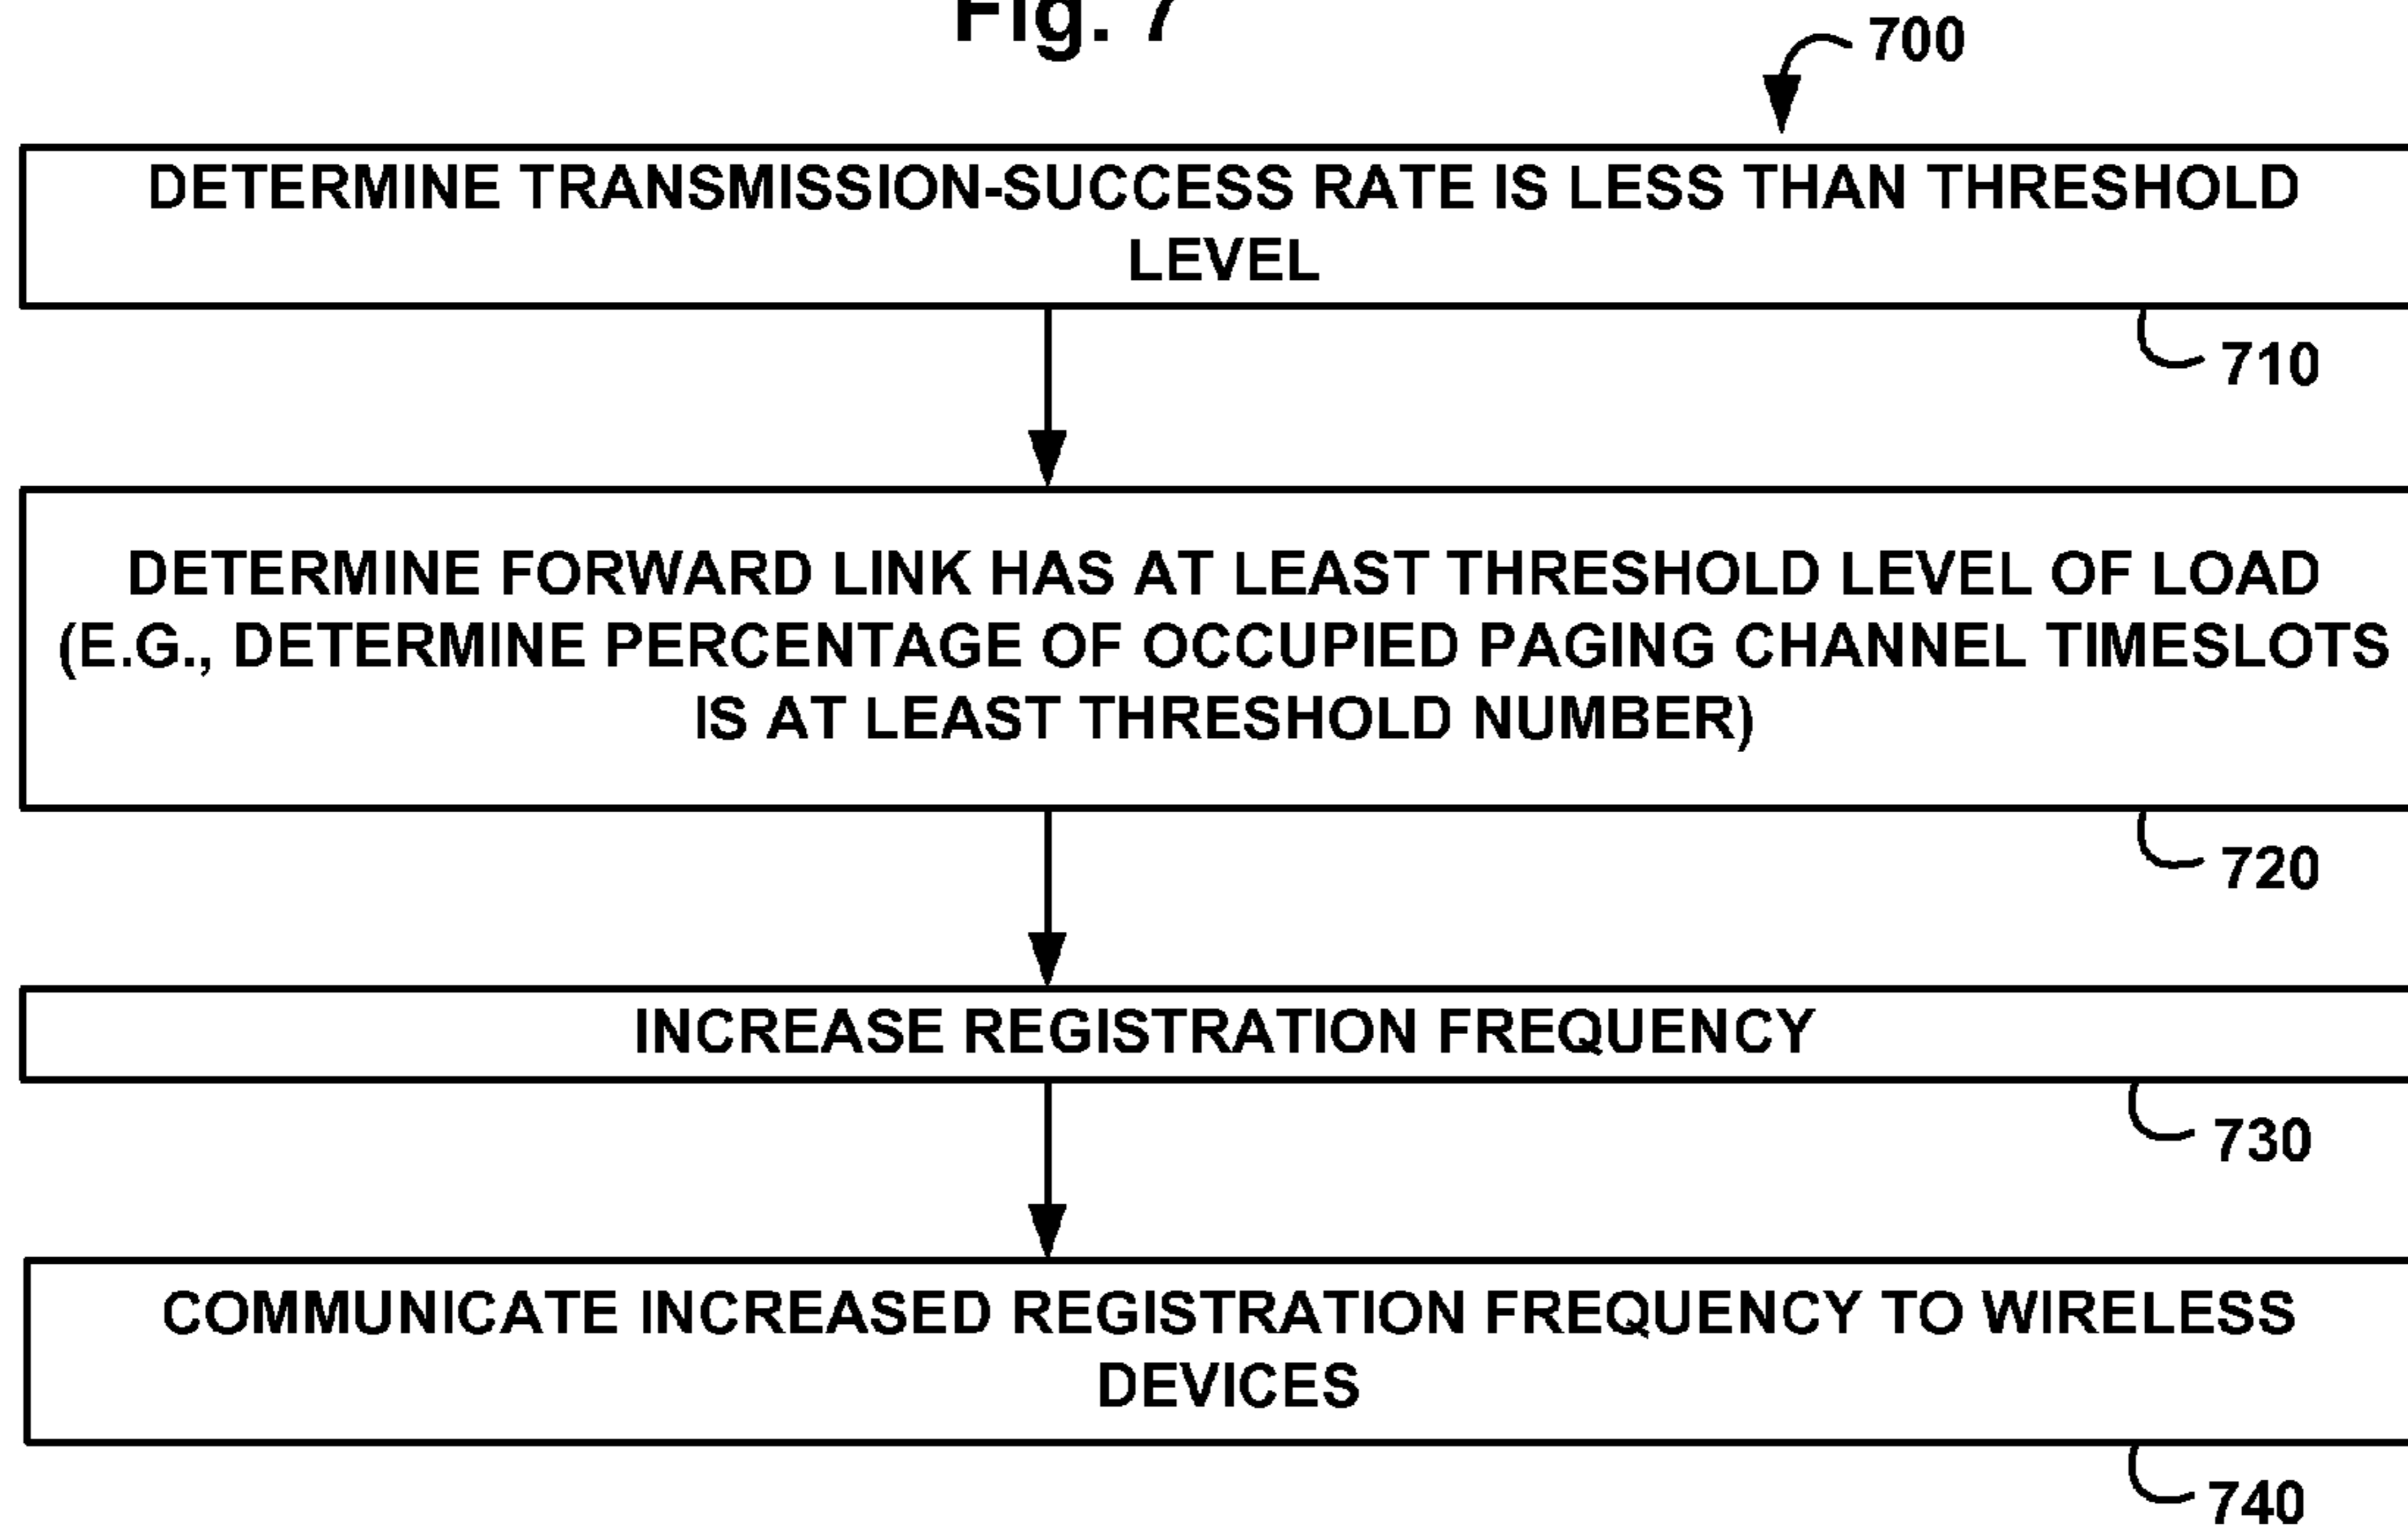 Fig. 7
700
DETERMINE TRANSMISSION-SUCCESS RATE IS LESS THAN THRESHOLD
LEVEL
710
DETERMINE FORWARD LINK HAS AT LEAST THRESHOLD LEVEL OF LOAD
(E.G., DETERMINE PERCENTAGE OF OCCUPIED PAGING CHANNEL TIMESLOTS
IS AT LEAST THRESHOLD NUMBER)
720
INCREASE REGISTRATION FREQUENCY
730
COMMUNICATE INCREASED REGISTRATION FREQUENCY TO WIRELESS
DEVICES
740